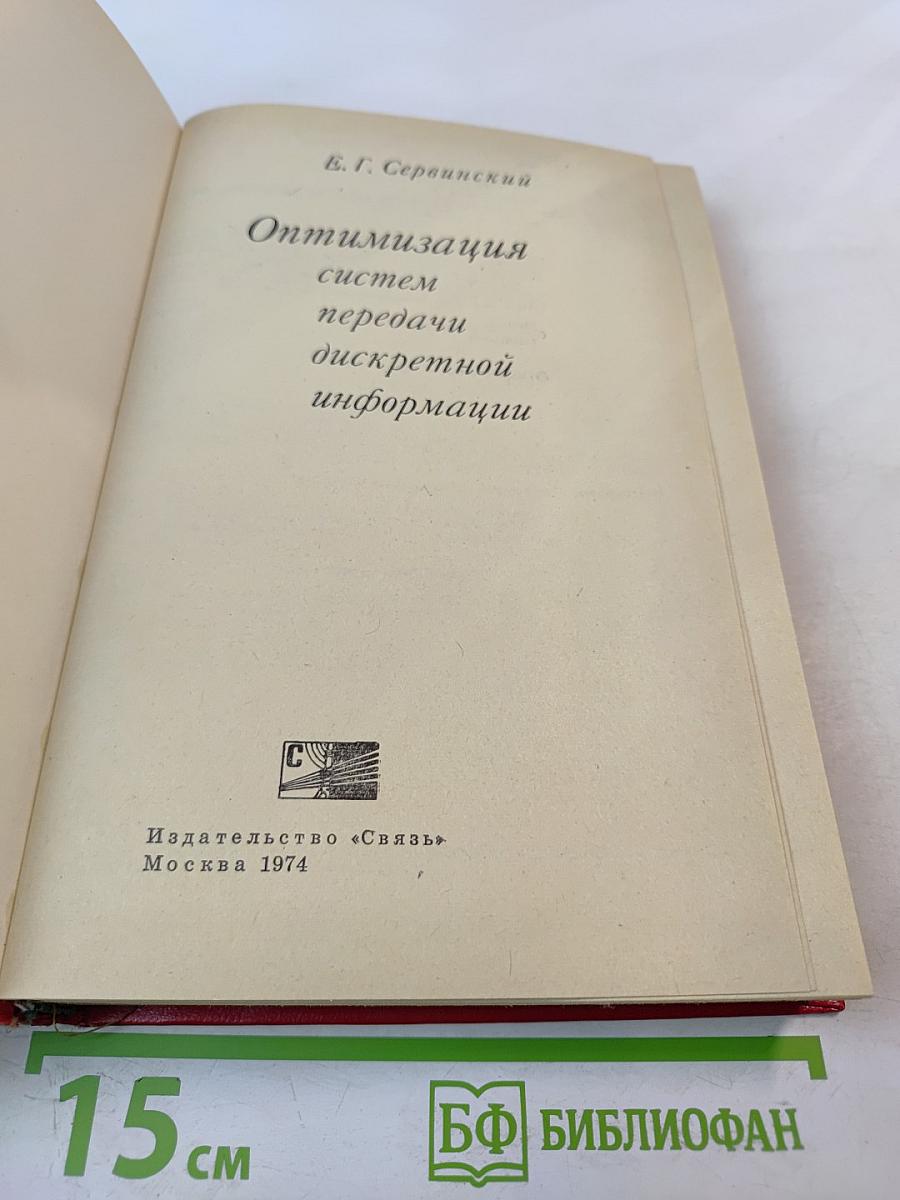 Е. Г. Сервинский
Оптимизация
систем
передачи
дискретной
информации
С
Издательство «Связь»
Москва 1974
15 см
БФ БИБЛИОФАН